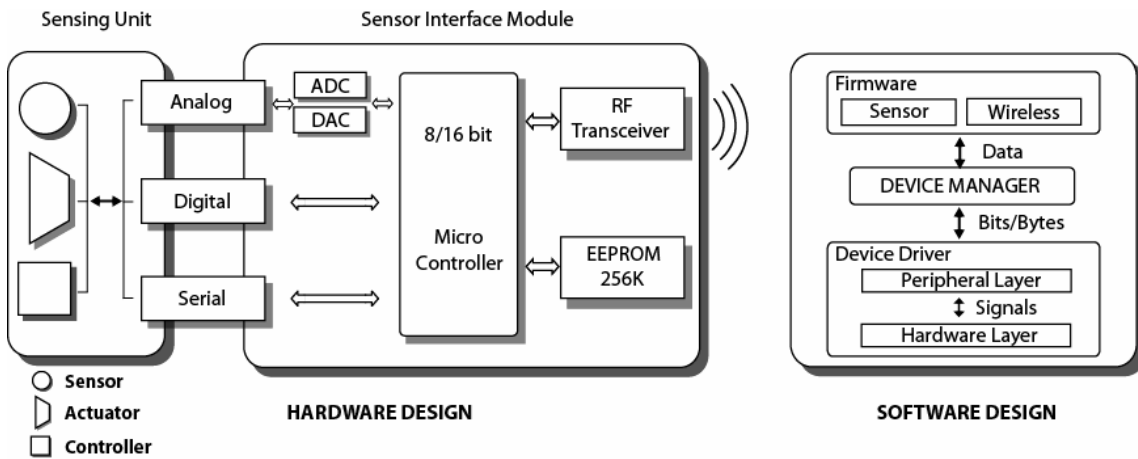 Sensing Unit
Sensor Interface Module
Analog
ADC
DAC
8/16 bit
RF
Transceiver
Digital
Micro
Controller
EEPROM
256K
Serial
Sensor
Actuator
Controller
HARDWARE DESIGN
Firmware
Sensor
Wireless
Data
DEVICE MANAGER
Bits/Bytes
Device Driver
Peripheral Layer
Signals
Hardware Layer
SOFTWARE DESIGN